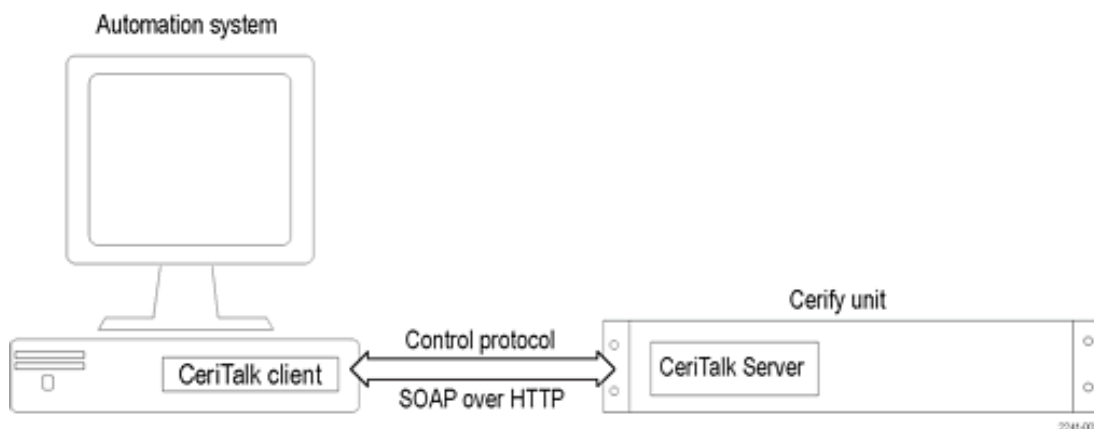 Automation system
Cerify unit
Control protocol
CeriTalk client
CeriTalk Server
SOAP over HTTP